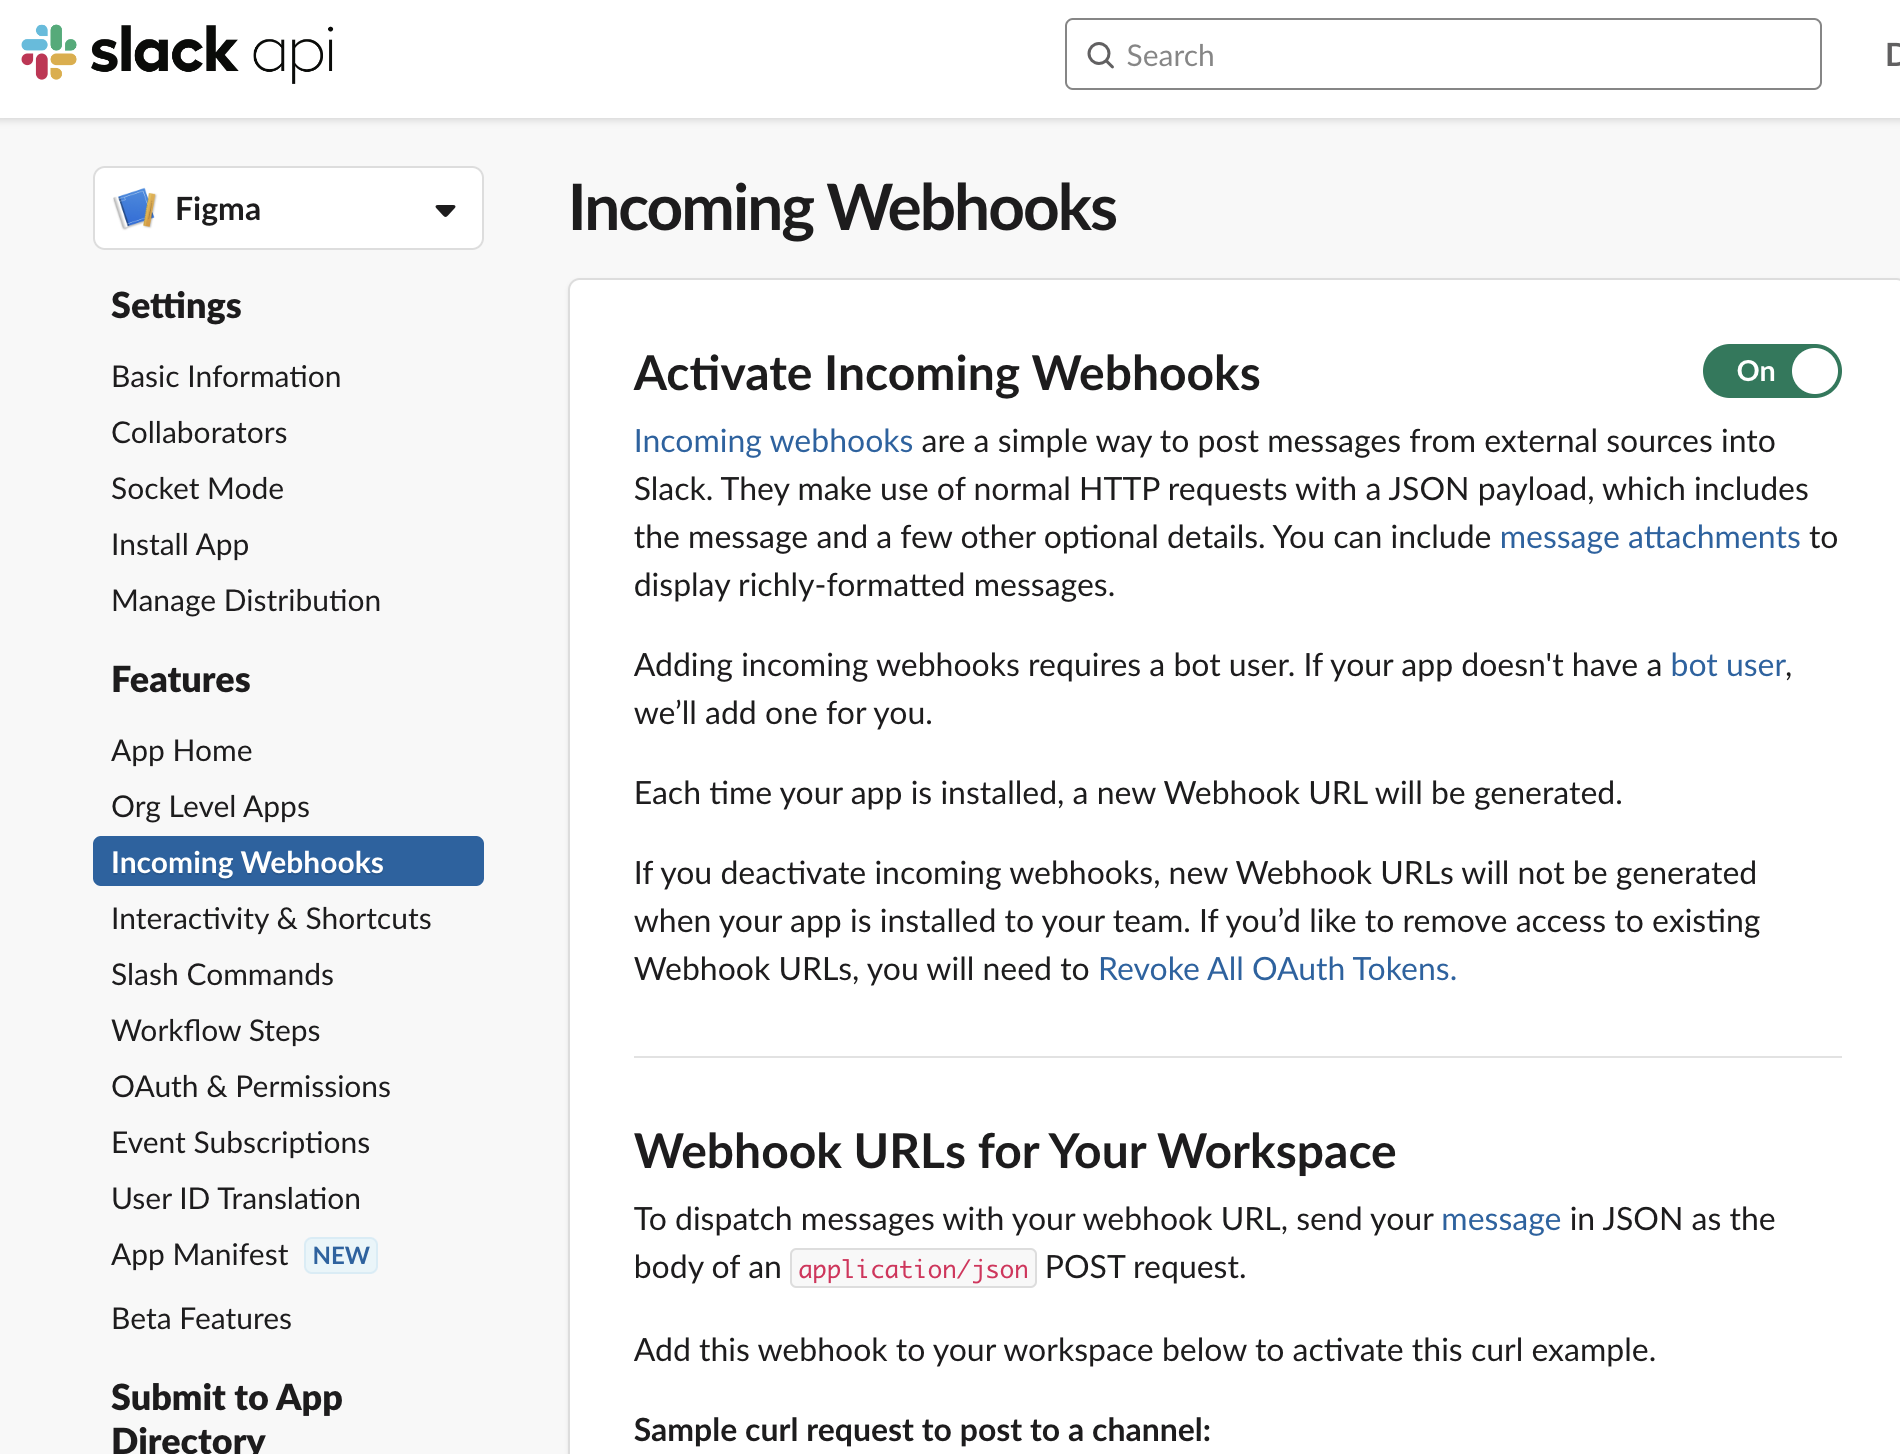 slack api
Search
Figma
Settings
Basic Information
Collaborators
Socket Mode
Install App
Manage Distribution
Features
App Home
Org Level Apps
Incoming Webhooks
Interactivity & Shortcuts
Slash Commands
Workflow Steps
OAuth & Permissions
Event Subscriptions
User ID Translation
App Manifest NEW
Beta Features
Submit to App
Directory
Incoming Webhooks
Activate Incoming Webhooks
On
Incoming webhooks are a simple way to post messages from external sources into
Slack. They make use of normal HTTP requests with a JSON payload, which includes
the message and a few other optional details. You can include message attachments to
display richly-formatted messages.
Adding incoming webhooks requires a bot user. If your app doesn't have a bot user,
we’ll add one for you.
Each time your app is installed, a new Webhook URL will be generated.
If you deactivate incoming webhooks, new Webhook URLs will not be generated
when your app is installed to your team. If you’d like to remove access to existing
Webhook URLs, you will need to Revoke All OAuth Tokens.
Webhook URLs for Your Workspace
To dispatch messages with your webhook URL, send your message in JSON as the
body of an application/json POST request.
Add this webhook to your workspace below to activate this curl example.
Sample curl request to post to a channel: